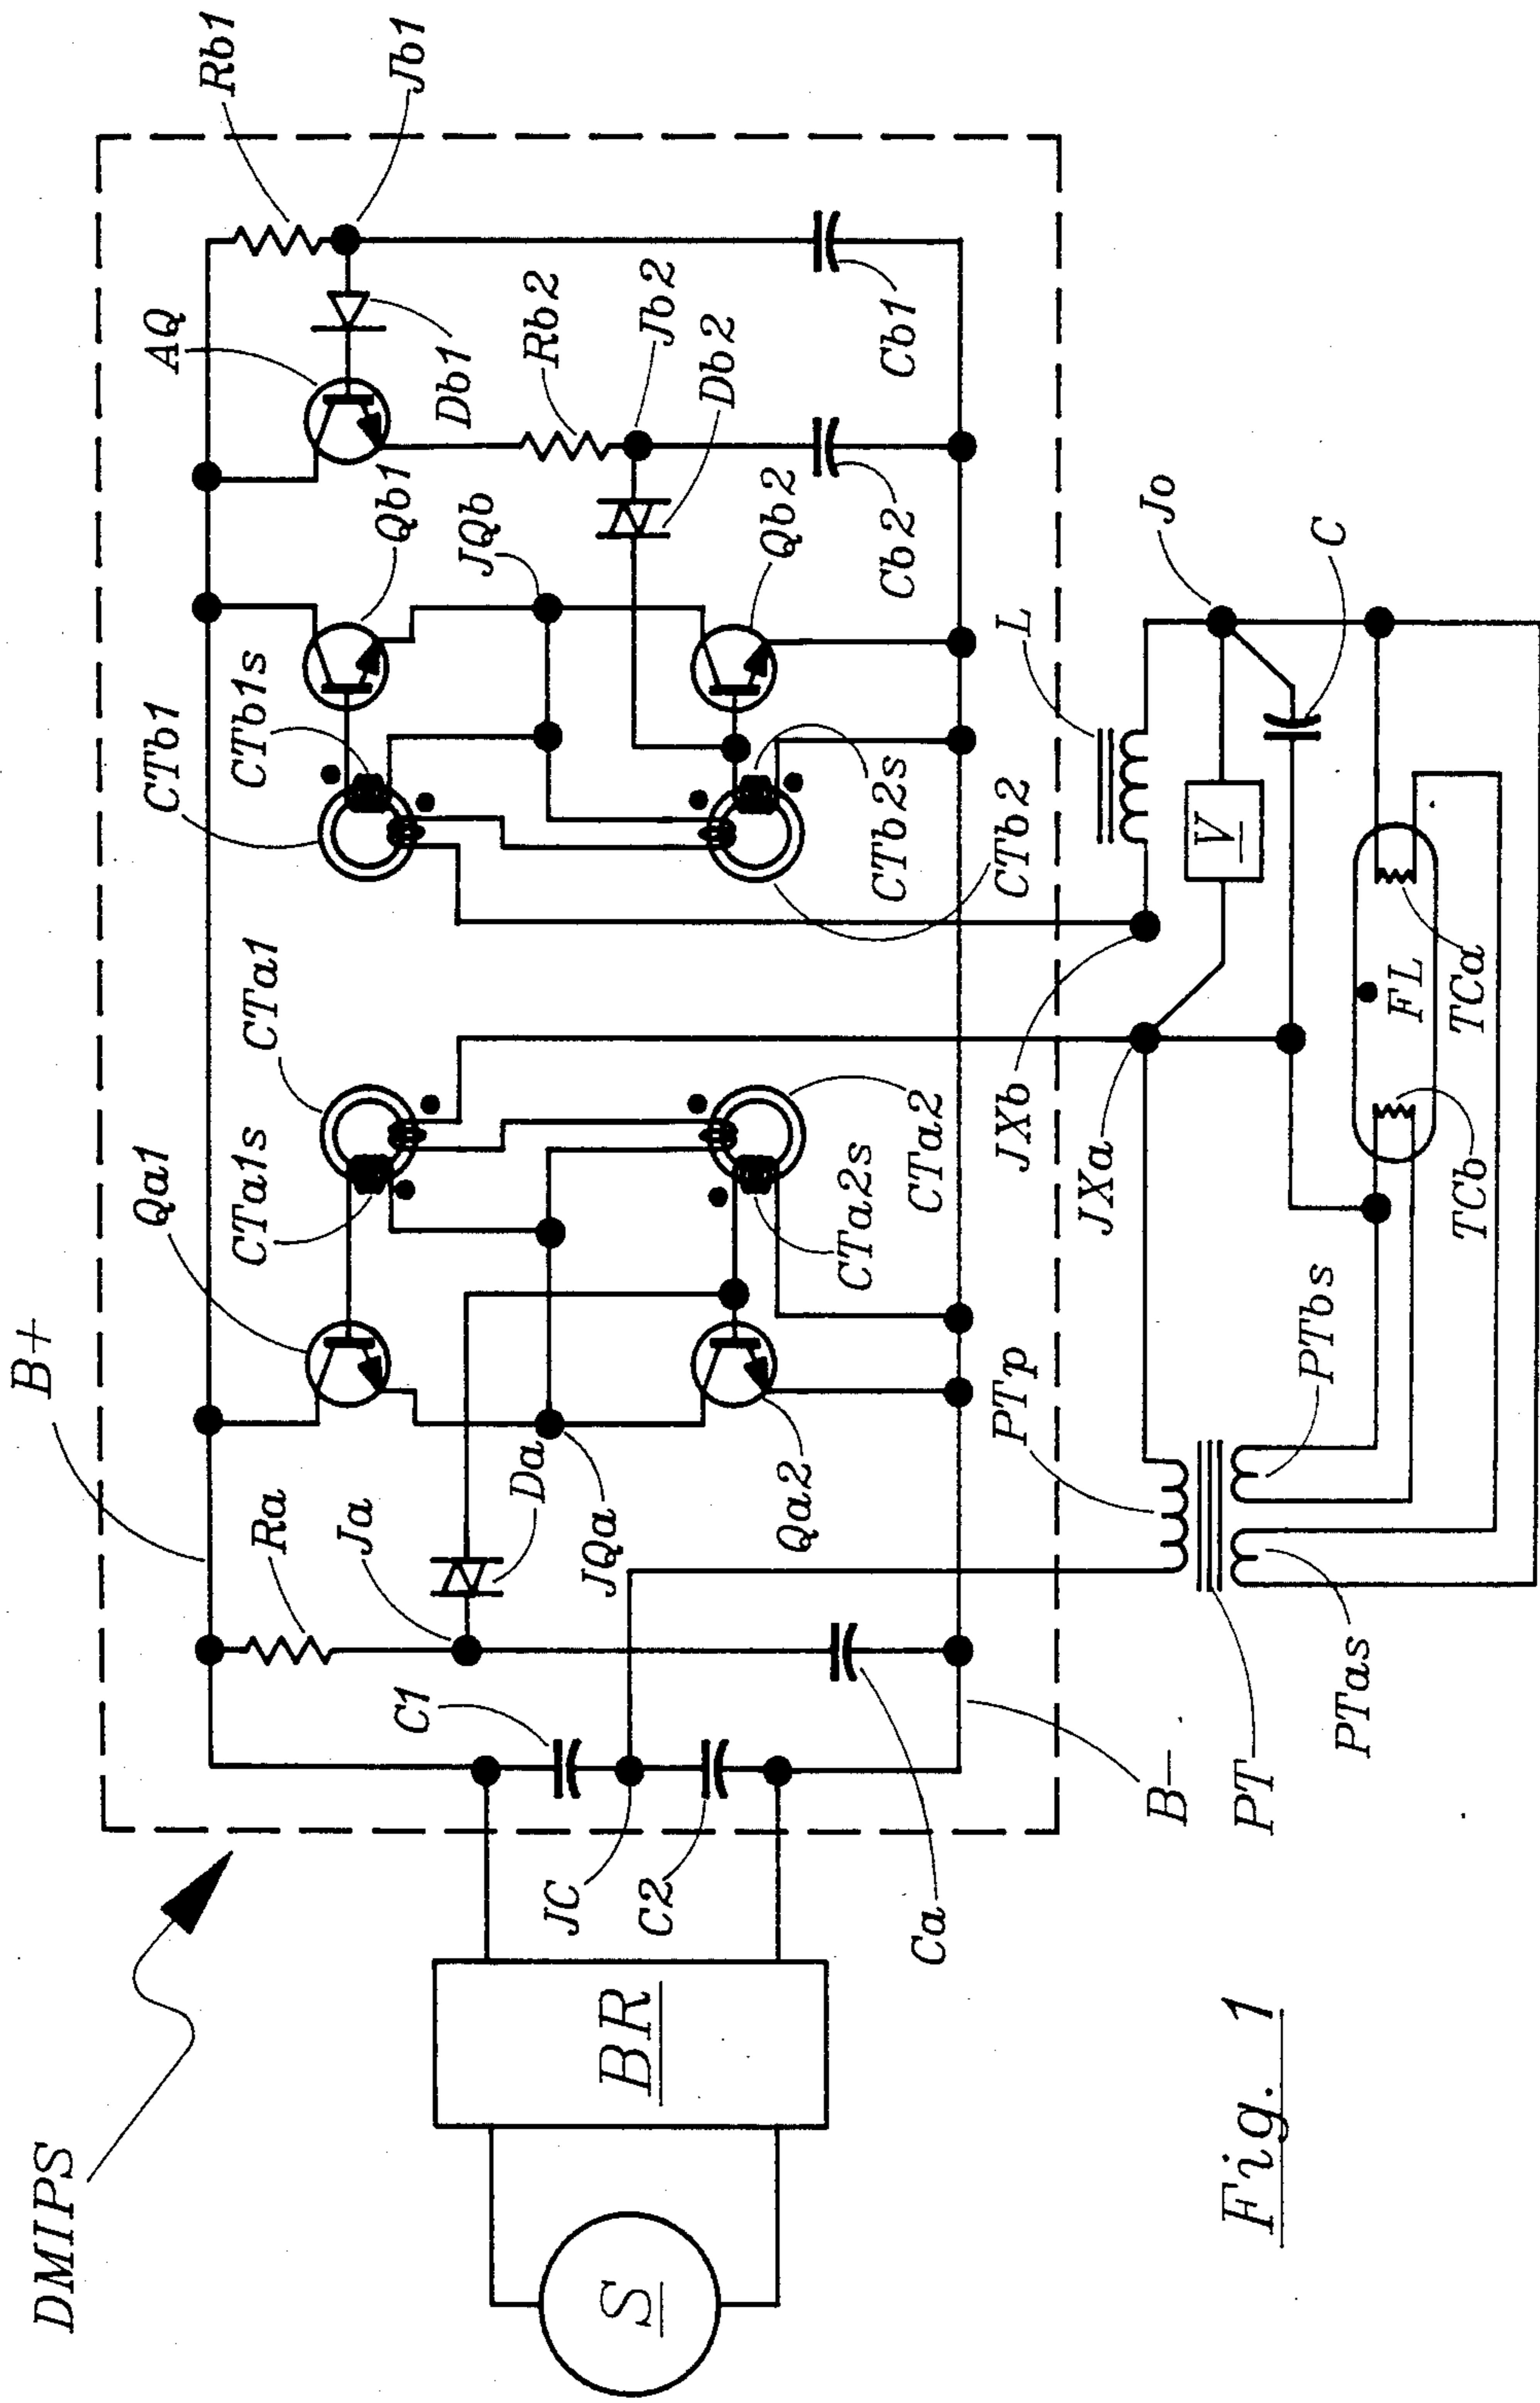 DMIPS
S
BR
B+
JC
C1
C2
Ra
Ja
Ca
Da
JQa
Qa1
Qa2
CTa1
CTa1s
CTa2s
CTa2
CTb1
CTb1s
CTb2s
CTb2
Qb1
JQb
Qb2
AQ
Db1
Rb1
Jb1
Rb2
Jb2
Db2
Cb2
Cb1
B-
PT
PTp
PTas
PTbs
JXa
JXb
L
V
Jo
C
FL
TCa
TCb
Fig. 1